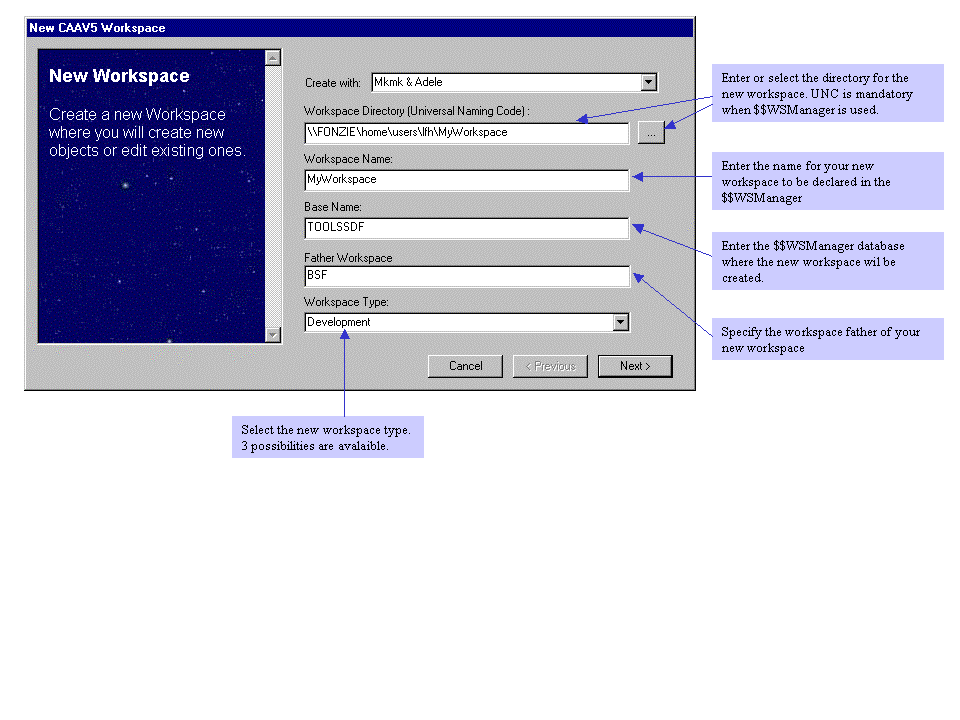 New CAAV5 Workspace
New Workspace
Create a new Workspace
where you will create new
objects or edit existing ones.
Create with:
Mkmk & Adele
Workspace Directory (Universal Naming Code) :
\\FONZIE\home\users\lfh\MyWorkspace
...
Workspace Name:
MyWorkspace
Base Name:
TOOLSSDF
Father Workspace
BSF
Workspace Type:
Development
Cancel
< Previous
Next >
Enter or select the directory for the
new workspace. UNC is mandatory
when $$WSManager is used.
Enter the name for your new
workspace to be declared in the
$$WSManager
Enter the $$WSManager database
where the new workspace wil be
created.
Specify the workspace father of your
new workspace
Select the new workspace type.
3 possibilities are avalaible.